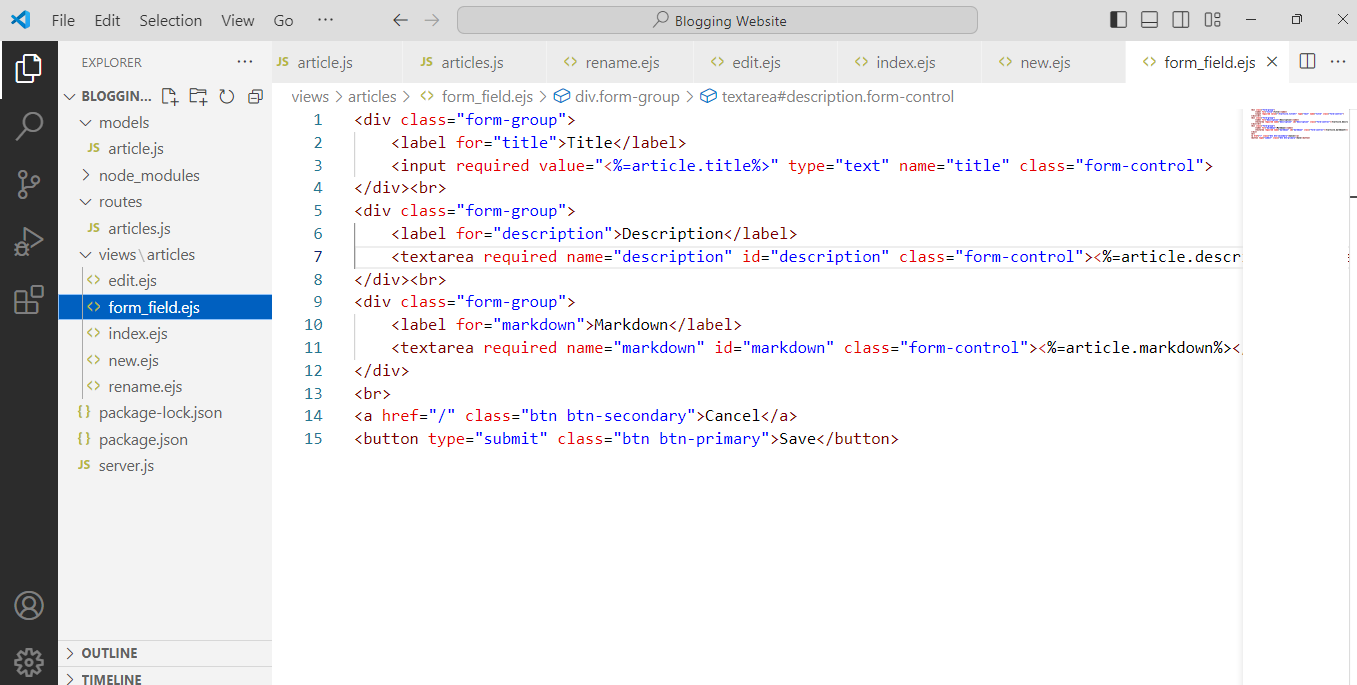 File Edit Selection View Go ··· Blogging Website
EXPLORER ···
BLOGGIN...
models
JS article.js
node_modules
routes
JS articles.js
views\articles
<> edit.ejs
<> form_field.ejs
<> index.ejs
<> new.ejs
<> rename.ejs
{} package-lock.json
{} package.json
JS server.js
OUTLINE
TIMELINE
JS article.js JS articles.js <> rename.ejs <> edit.ejs <> index.ejs <> new.ejs <> form_field.ejs ···
views > articles > <> form_field.ejs > div.form-group > textarea#description.form-control
1 <div class="form-group">
2 <label for="title">Title</label>
3 <input required value="<%=article.title%>" type="text" name="title" class="form-control">
4 </div><br>
5 <div class="form-group">
6 <label for="description">Description</label>
7 <textarea required name="description" id="description" class="form-control"><%=article.descr
8 </div><br>
9 <div class="form-group">
10 <label for="markdown">Markdown</label>
11 <textarea required name="markdown" id="markdown" class="form-control"><%=article.markdown%><
12 </div>
13 <br>
14 <a href="/" class="btn btn-secondary">Cancel</a>
15 <button type="submit" class="btn btn-primary">Save</button>